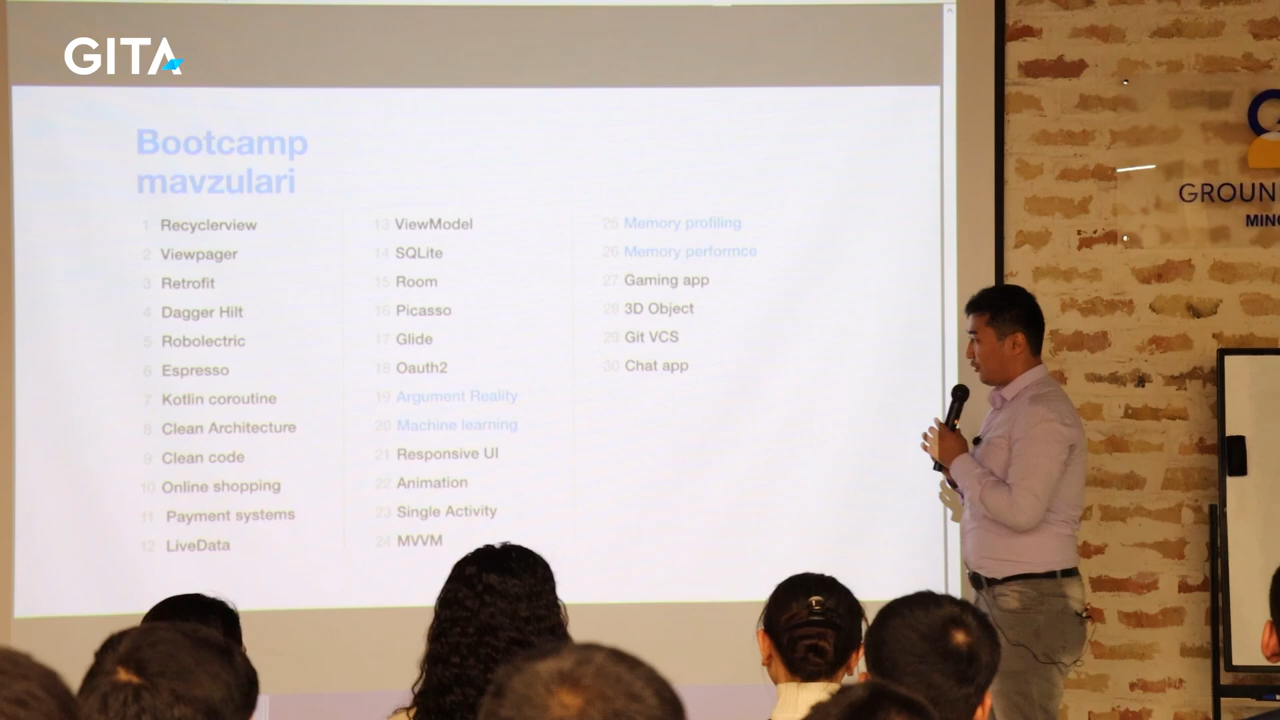 GITA
Bootcamp
mavzulari
1 Recyclerview
2 Viewpager
3 Retrofit
4 Dagger Hilt
5 Robolectric
6 Espresso
7 Kotlin coroutine
8 Clean Architecture
9 Clean code
10 Online shopping
11 Payment systems
12 LiveData
13 ViewModel
14 SQLite
15 Room
16 Picasso
17 Glide
18 Oauth2
19 Argument Reality
20 Machine learning
21 Responsive UI
22 Animation
23 Single Activity
24 MVVM
25 Memory profiling
26 Memory performce
27 Gaming app
28 3D Object
29 Git VCS
30 Chat app
GROUN
MIN